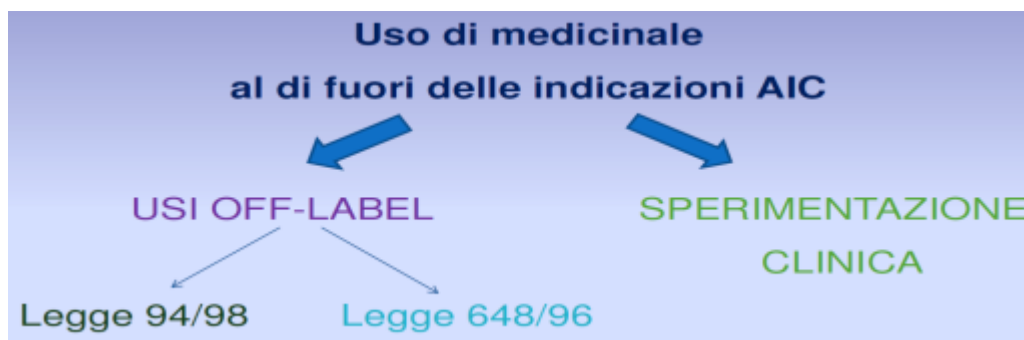 Uso di medicinale
al di fuori delle indicazioni AIC
USI OFF-LABEL
SPERIMENTAZIONE
CLINICA
Legge 94/98
Legge 648/96